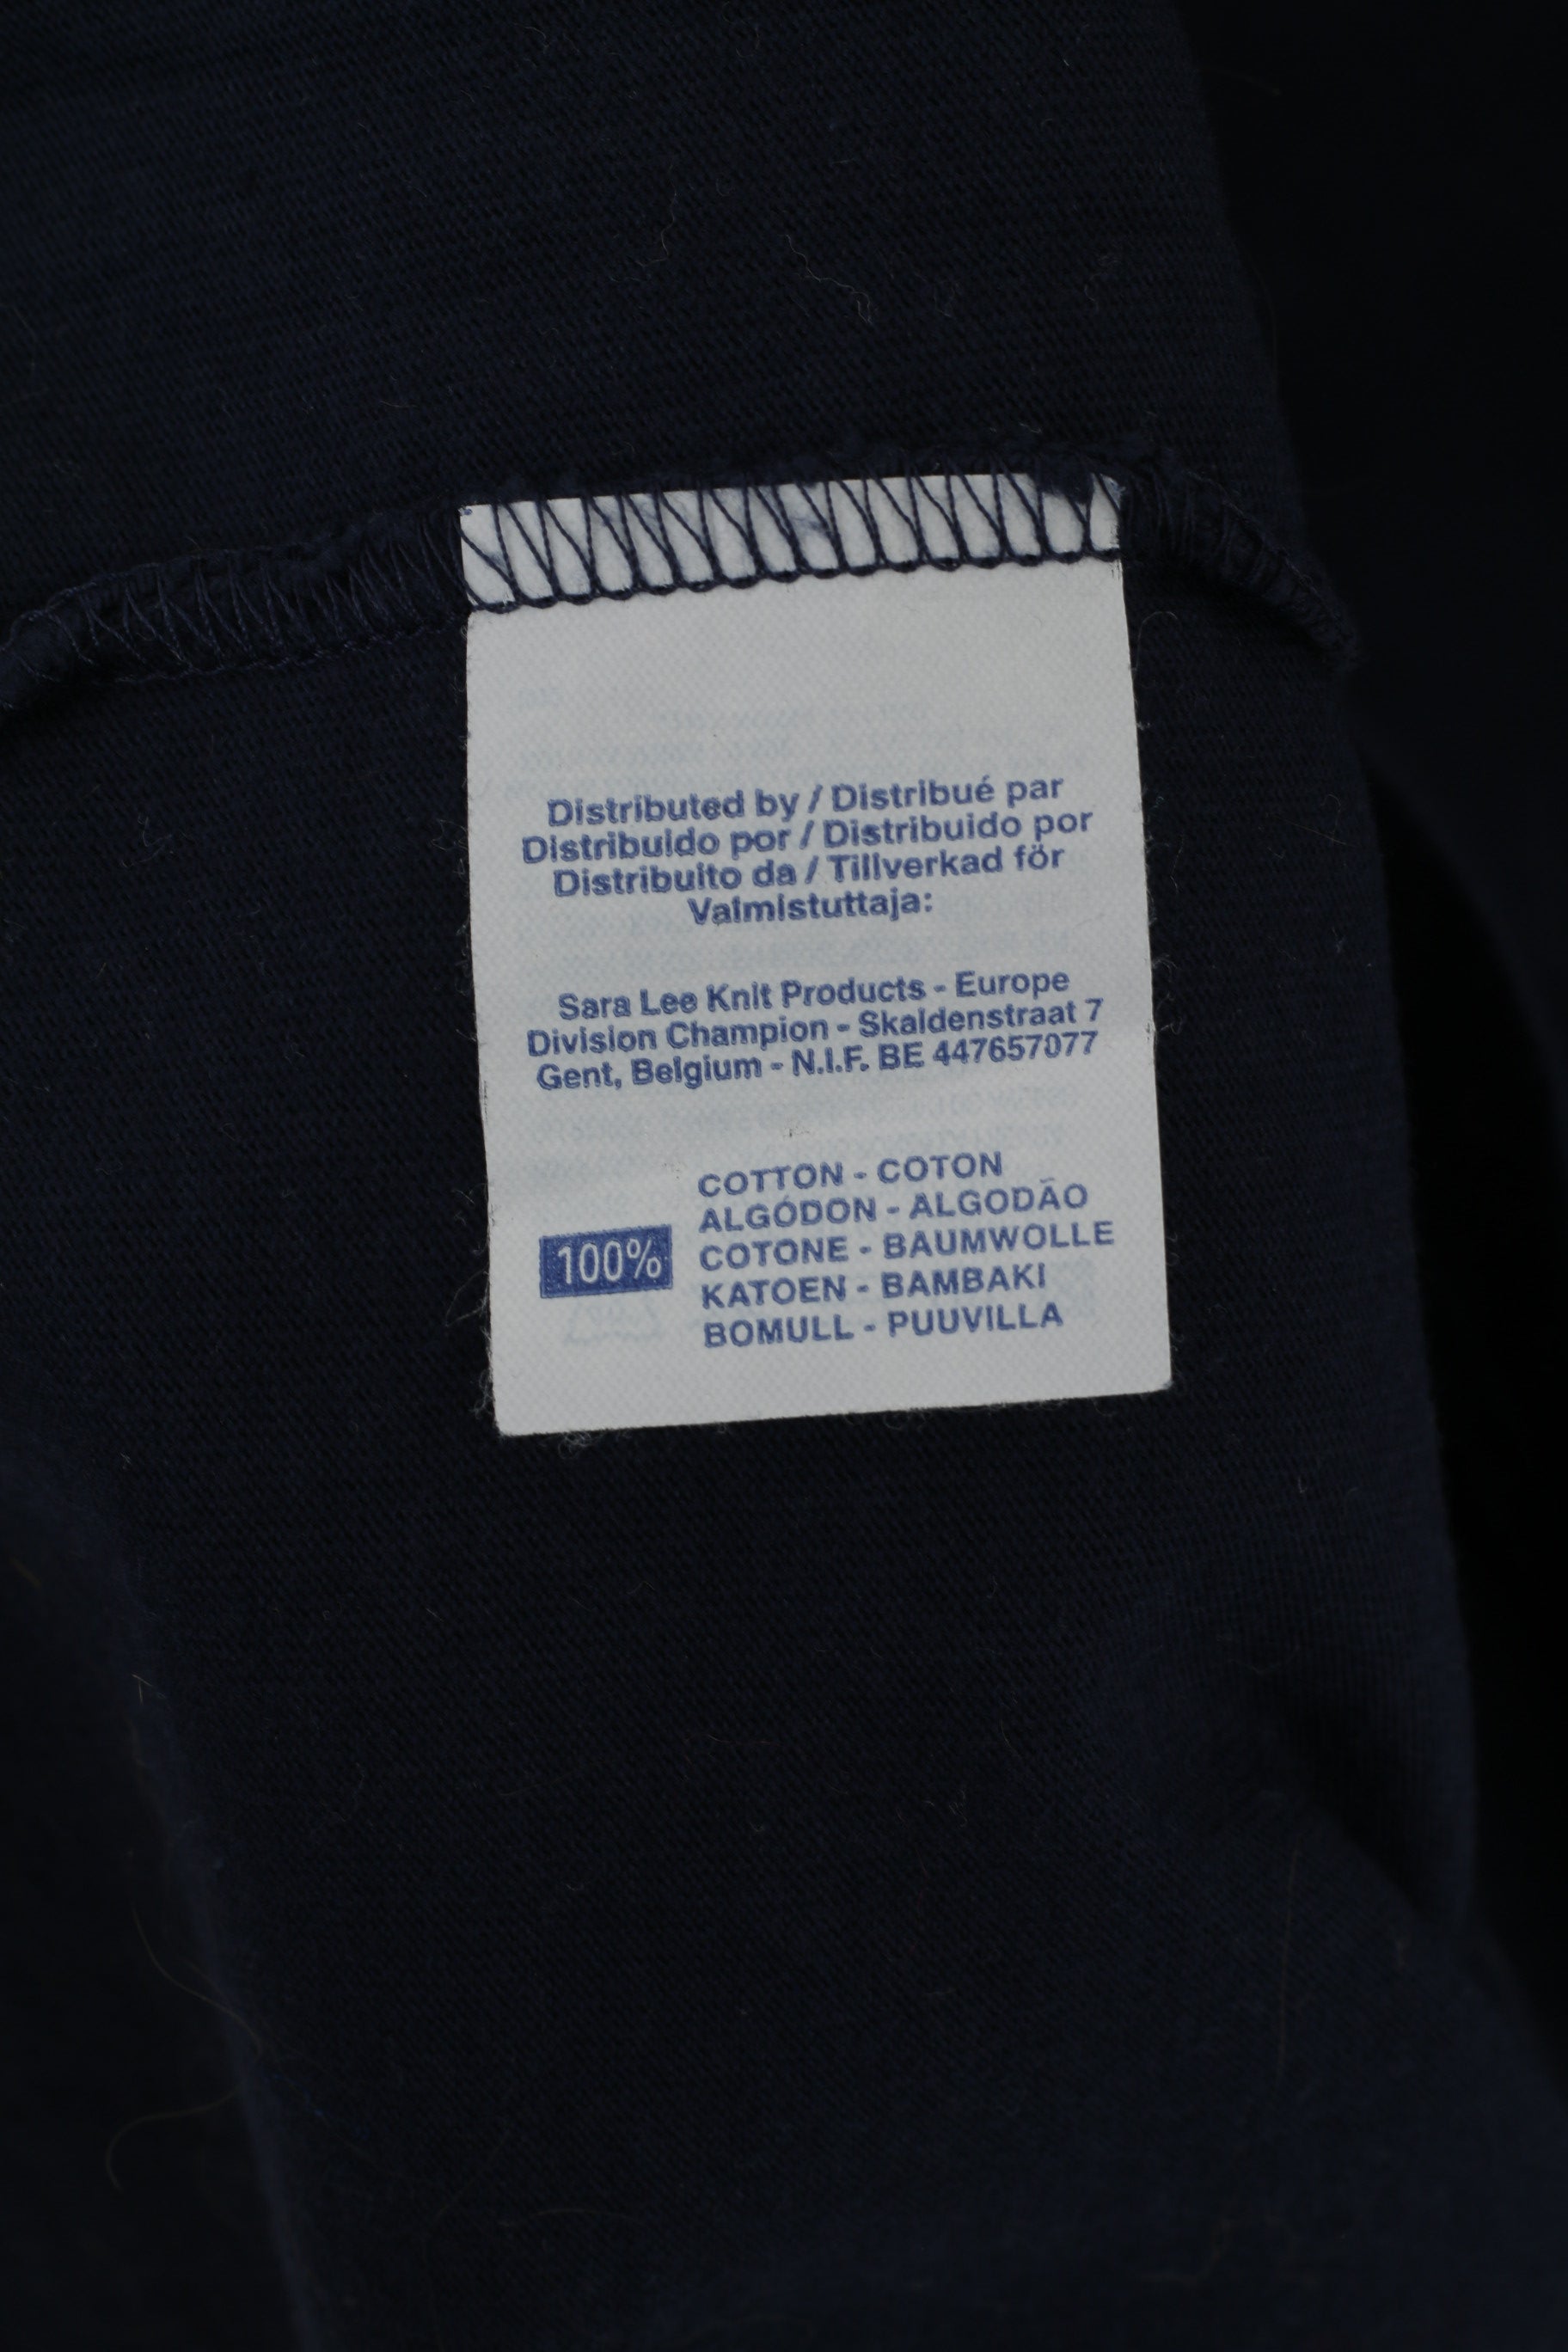 Distributed by / Distribué par
Distribuido por / Distribuido por
Distribuito da / Tillverkad för
Valmistuttaja:
Sara Lee Knit Products - Europe
Division Champion - Skaldenstraat 7
Gent, Belgium - N.I.F. BE 447657077
COTTON - COTON
ALGÓDON - ALGODÃO
100% COTONE - BAUMWOLLE
KATOEN - BAMBAKI
BOMULL - PUUVILLA